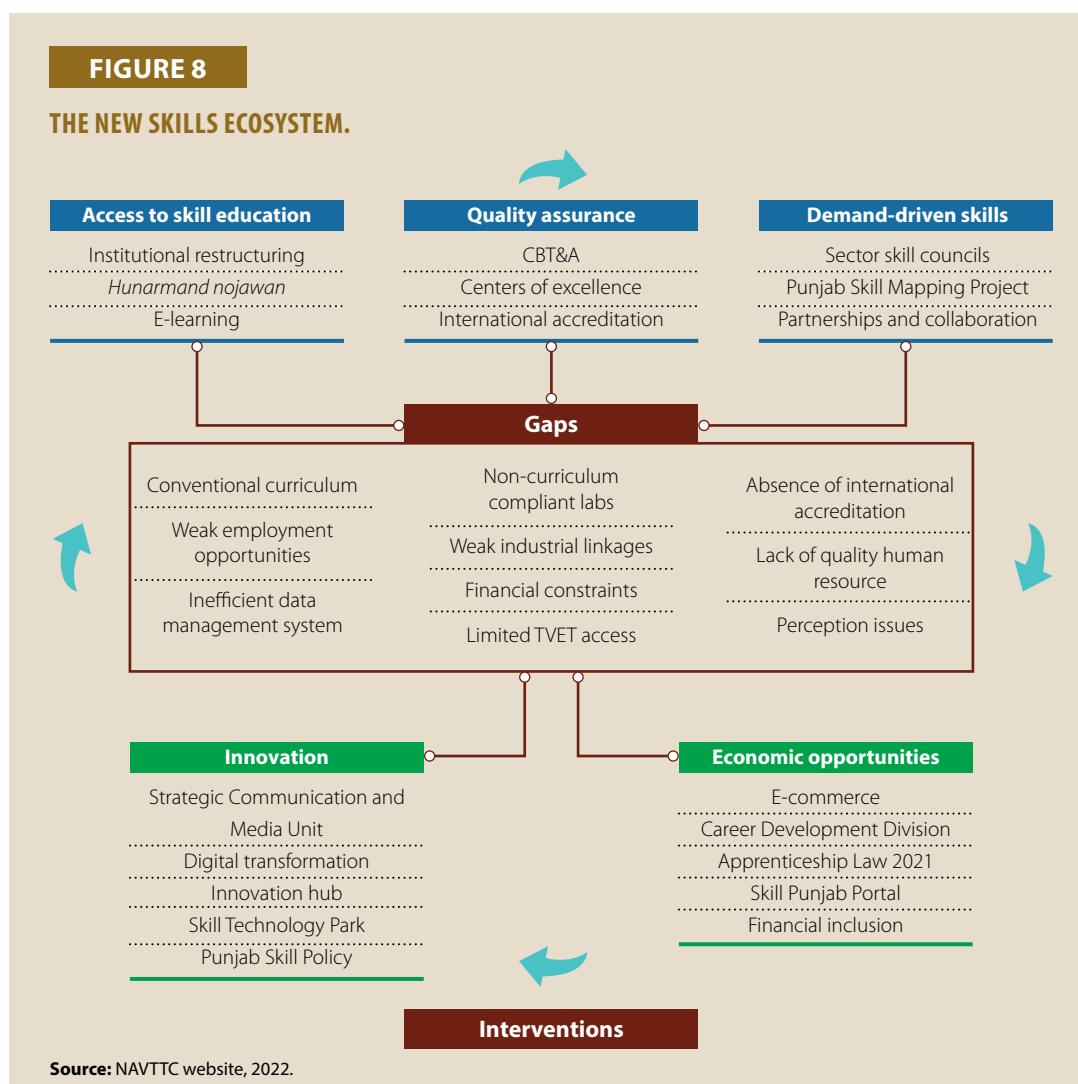 FIGURE 8
THE NEW SKILLS ECOSYSTEM.
Access to skill education
Institutional restructuring
Hunarmand nojawan
E-learning
Quality assurance
CBT&A
Centers of excellence
International accreditation
Demand-driven skills
Sector skill councils
Punjab Skill Mapping Project
Partnerships and collaboration
Gaps
Conventional curriculum
Weak employment
opportunities
Inefficient data
management system
Non-curriculum
compliant labs
Weak industrial linkages
Financial constraints
Limited TVET access
Absence of international
accreditation
Lack of quality human
resource
Perception issues
Innovation
Strategic Communication and
Media Unit
Digital transformation
Innovation hub
Skill Technology Park
Punjab Skill Policy
Economic opportunities
E-commerce
Career Development Division
Apprenticeship Law 2021
Skill Punjab Portal
Financial inclusion
Interventions
Source: NAVTTC website, 2022.